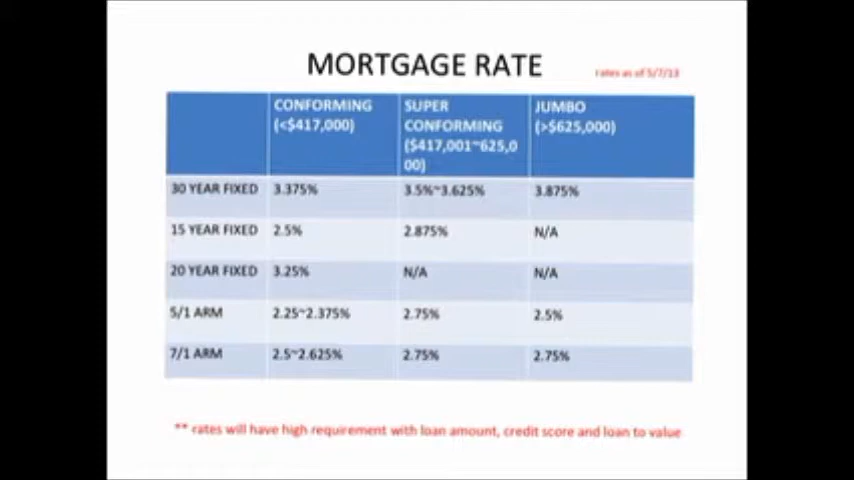 MORTGAGE RATE
rates as of 5/7/13
CONFORMING
(<$417,000)
SUPER
CONFORMING
($417,001~625,0
00)
JUMBO
(>$625,000)
30 YEAR FIXED 3.375% 3.5%~3.625% 3.875%
15 YEAR FIXED 2.5% 2.875% N/A
20 YEAR FIXED 3.25% N/A N/A
5/1 ARM 2.25~2.375% 2.75% 2.5%
7/1 ARM 2.5~2.625% 2.75% 2.75%
** rates will have high requirement with loan amount, credit score and loan to value